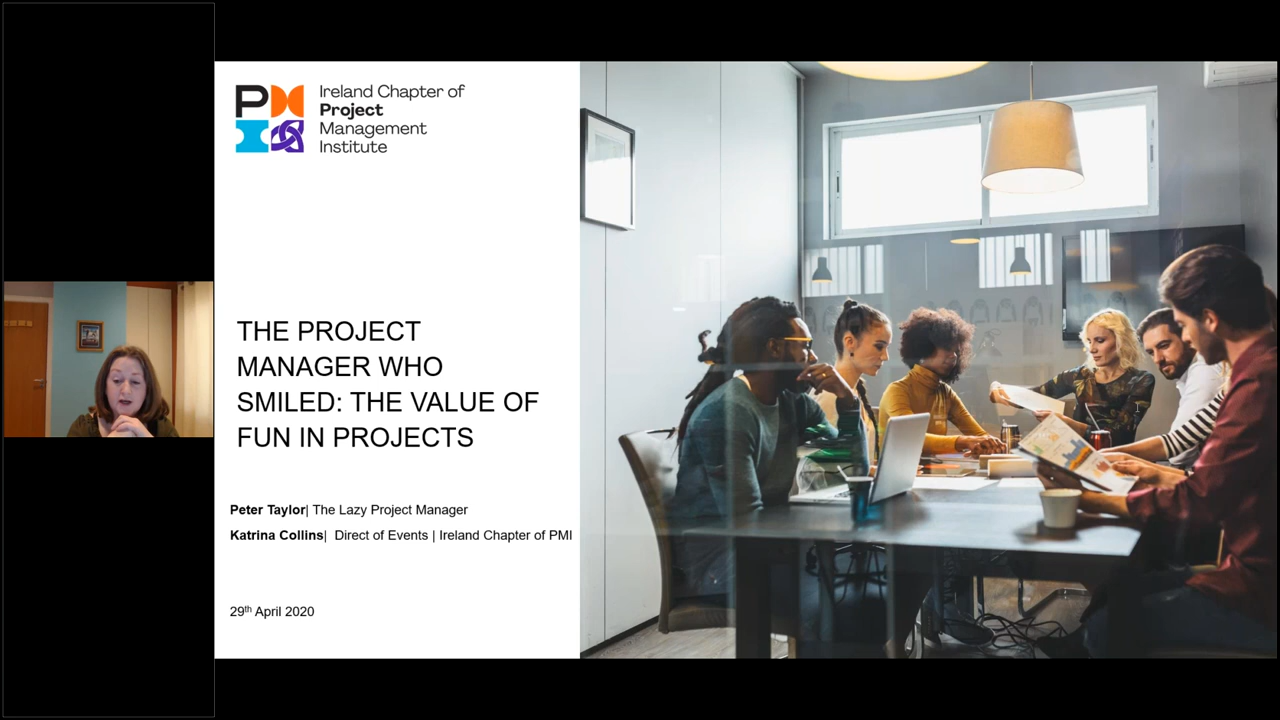 PMI
Ireland Chapter of
Project
Management
Institute
THE PROJECT
MANAGER WHO
SMILED: THE VALUE OF
FUN IN PROJECTS
Peter Taylor| The Lazy Project Manager
Katrina Collins| Direct of Events | Ireland Chapter of PMI
29th April 2020